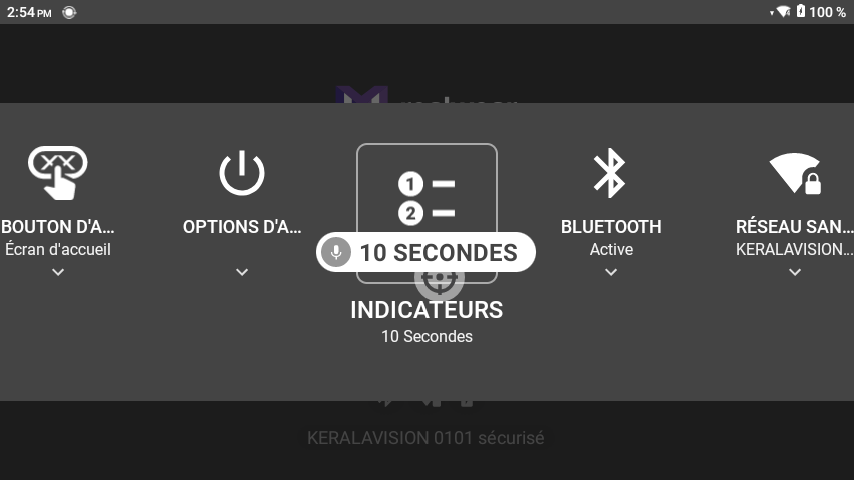 2:54 PM
100 %
BOUTON D'A...
Écran d'accueil
OPTIONS D'A...
1
2
10 SECONDES
INDICATEURS
10 Secondes
BLUETOOTH
Active
RÉSEAU SAN...
KERALAVISION...
KERALAVISION 0101 sécurisé